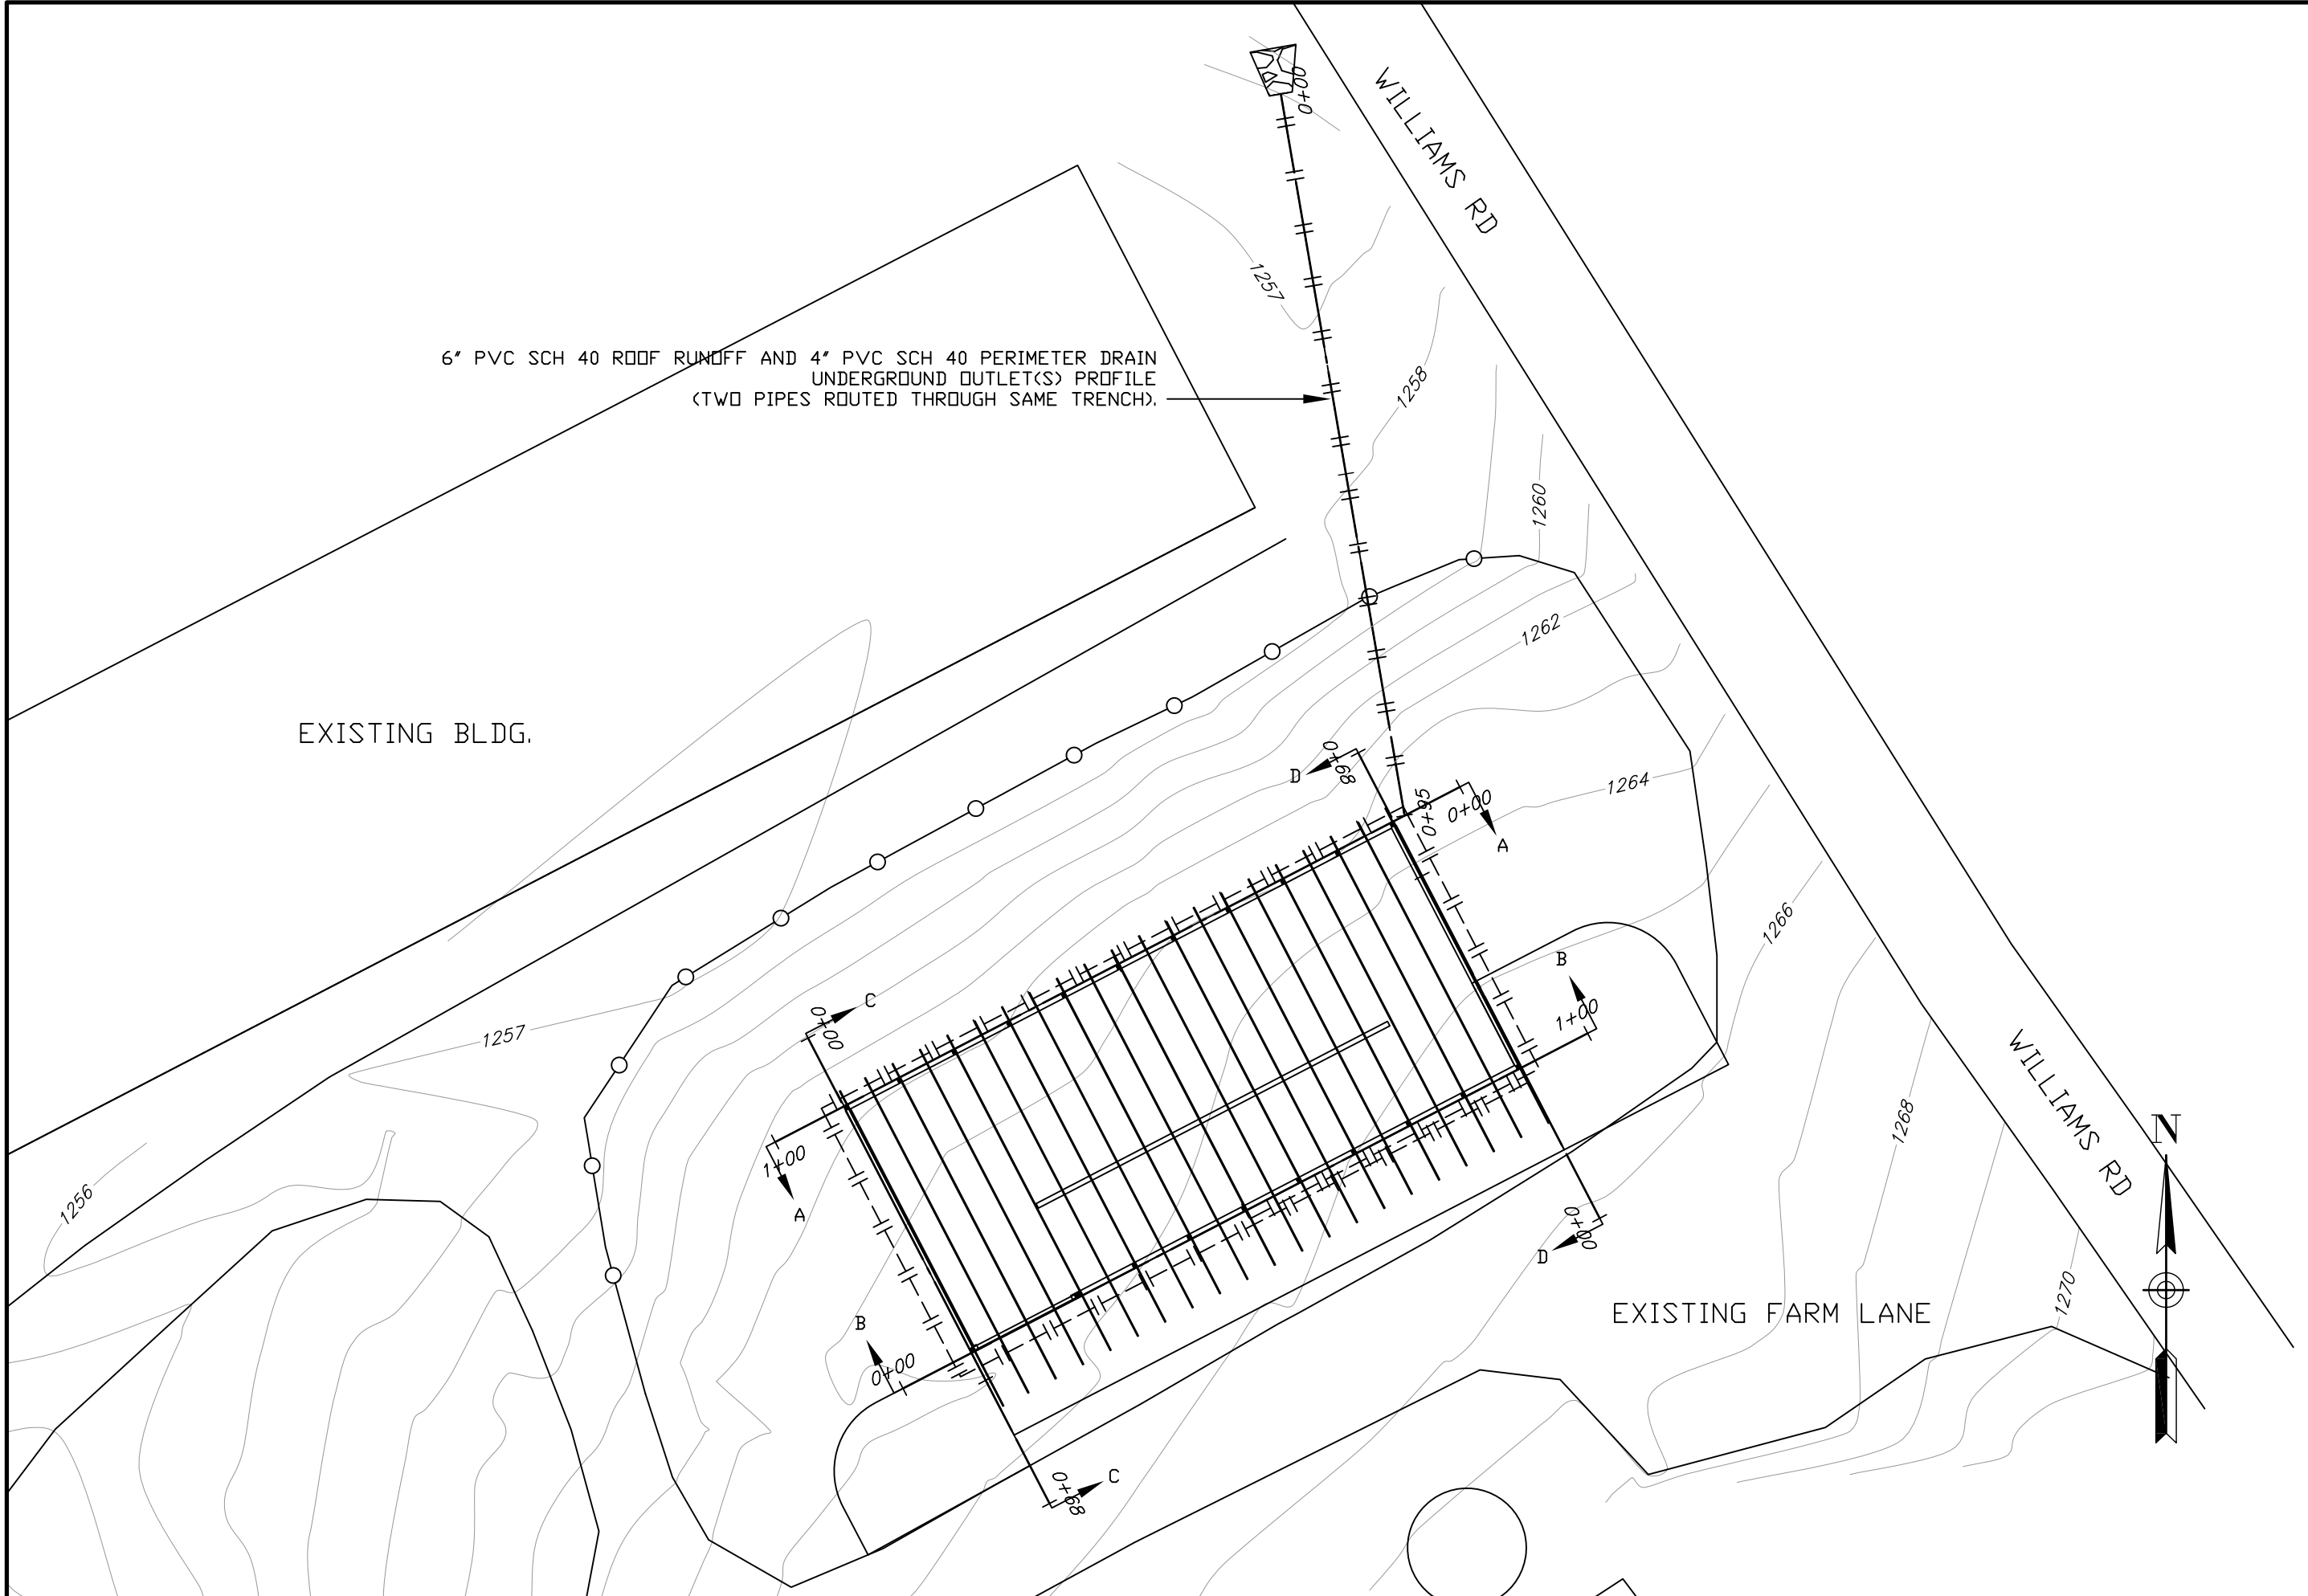 00+0
WILLIAMS RD
1257
6" PVC SCH 40 ROOF RUNOFF AND 4" PVC SCH 40 PERIMETER DRAIN
UNDERGROUND OUTLET(S) PROFILE
(TWO PIPES ROUTED THROUGH SAME TRENCH).
1258
1260
1262
EXISTING BLDG.
D
0+68
1264
0+95
0+00
A
1266
B
1+00
C
0+00
1257
WILLIAMS RD
N
1268
1+00
A
1256
0+00
D
1270
EXISTING FARM LANE
B
0+00
C
0+68